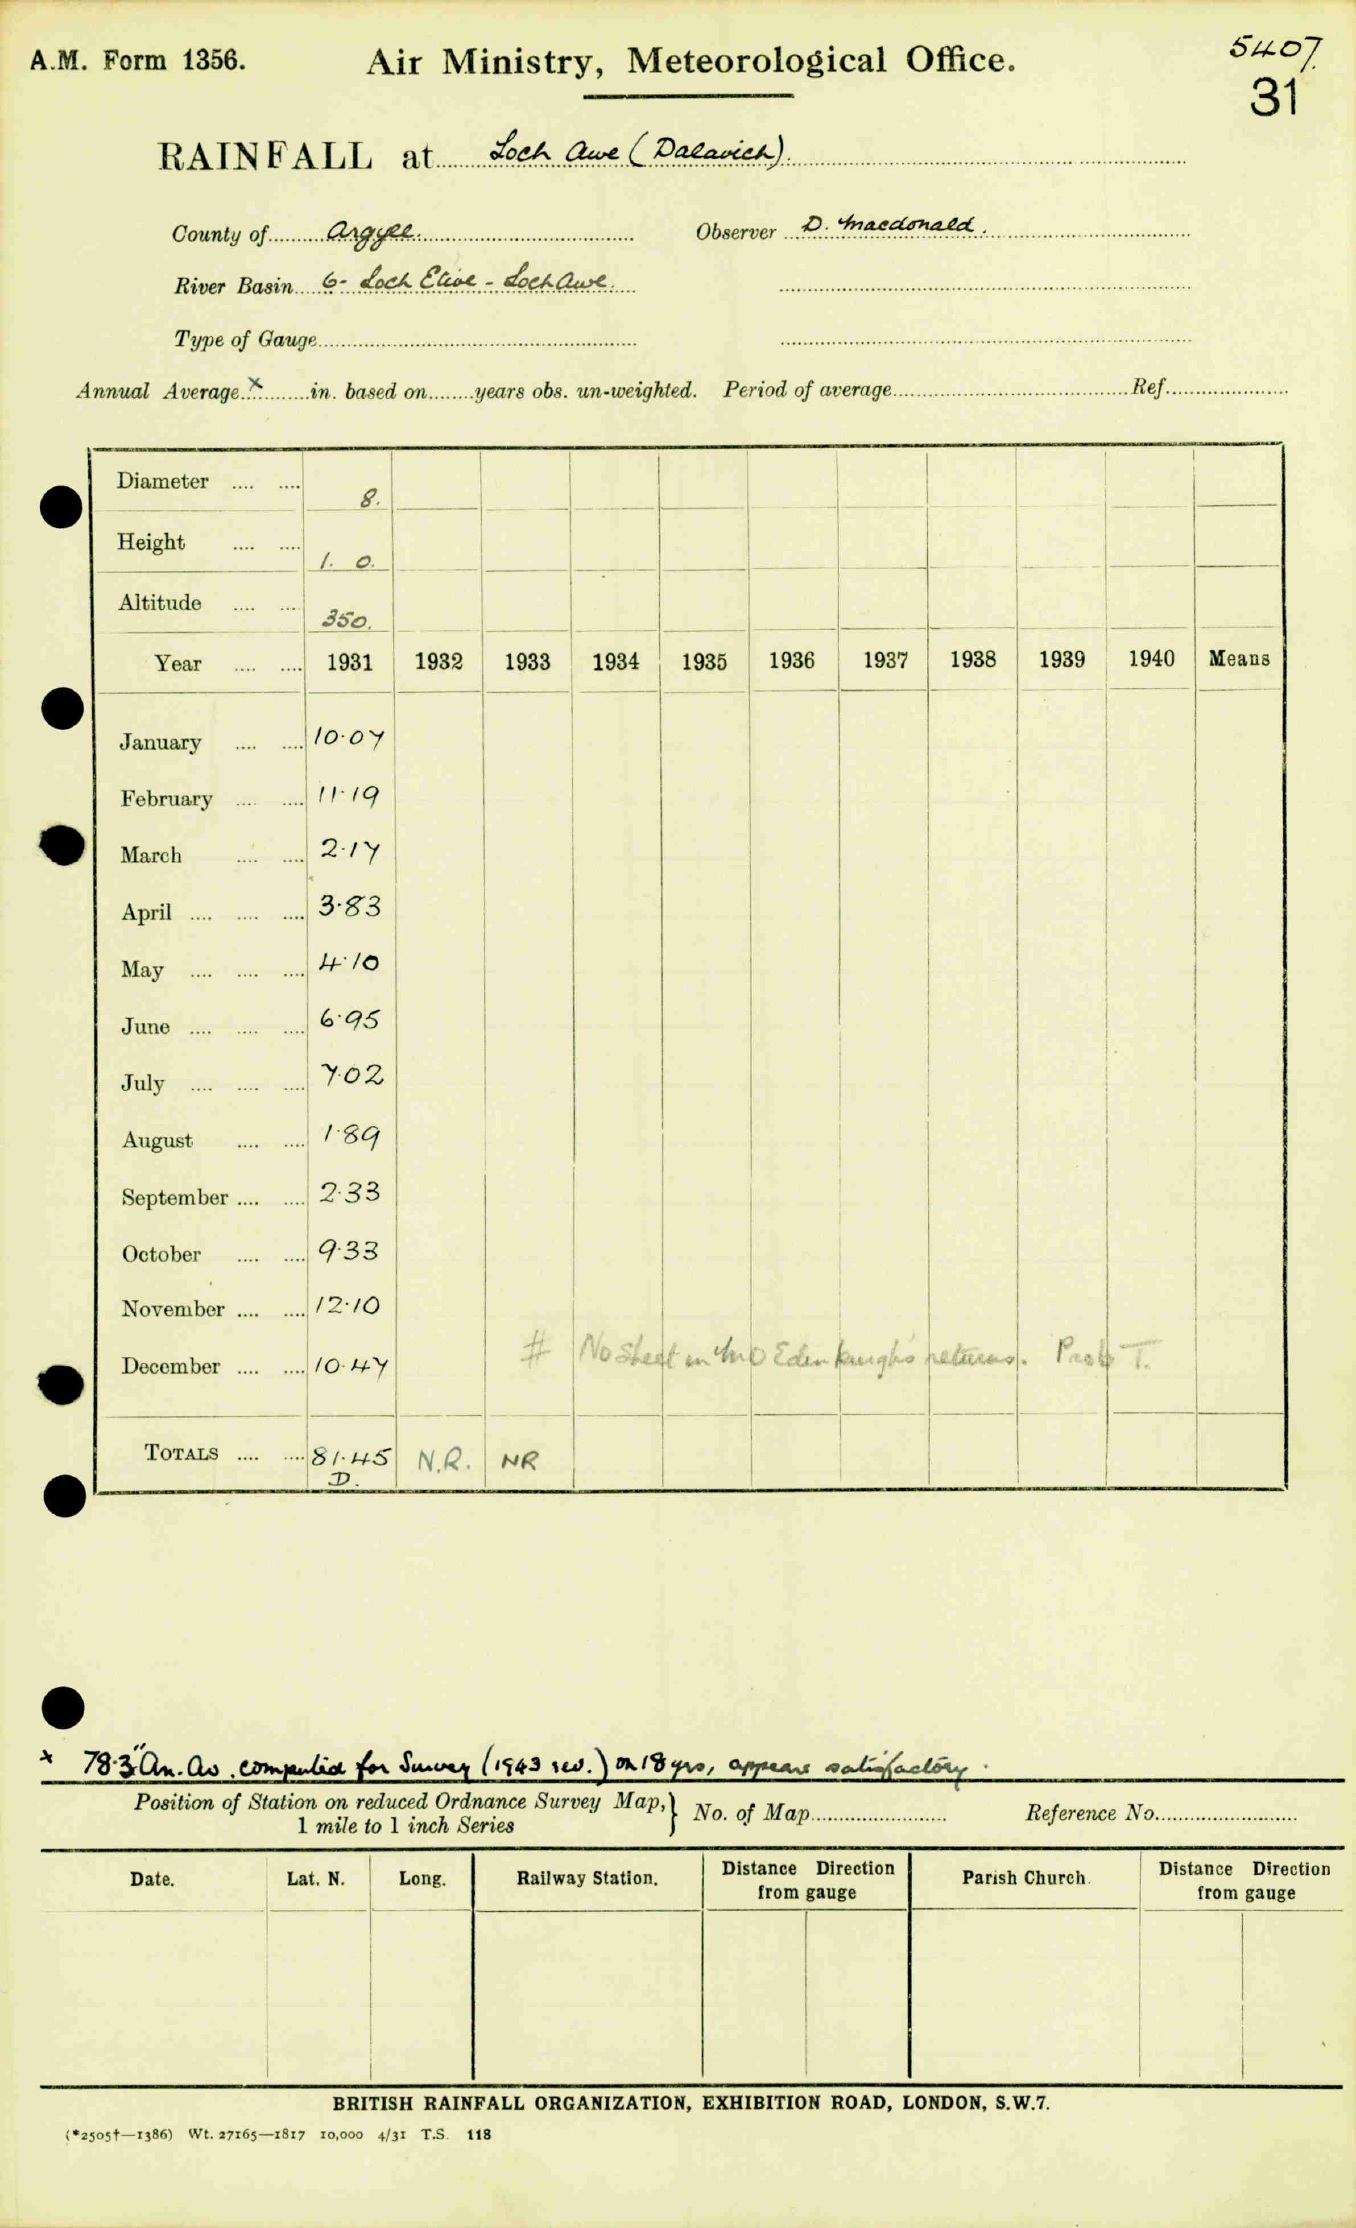 A.M. Form 1356. Air Ministry, Meteorological Office. 5407.
31
RAINFALL at Loch Awe (Dalavich).
County of Argyll. Observer D. Macdonald.
River Basin 6- Loch Etive - Loch Awe.
Type of Gauge
Annual Average x in. based on years obs. un-weighted. Period of average Ref.
Diameter 8.
Height 1. 0.
Altitude 350.
Year 1931 1932 1933 1934 1935 1936 1937 1938 1939 1940 Means
January 10.07
February 11.19
March 2.17
April 3.83
May 4.10
June 6.95
July 7.02
August 1.89
September 2.33
October 9.33
November 12.10
# No sheet in MO Edinburgh's returns. Prob T.
December 10.47
TOTALS 81.45 N.R. NR
D.
x 78.3" An. Av. computed for Survey (1943 rev.) on 18 yrs, appears satisfactory.
Position of Station on reduced Ordnance Survey Map,} No. of Map Reference No.
1 mile to 1 inch Series
Date. Lat. N. Long. Railway Station. Distance Direction from gauge Parish Church. Distance Direction from gauge
BRITISH RAINFALL ORGANIZATION, EXHIBITION ROAD, LONDON, S.W.7.
(*2505†—1386) Wt. 27165—1817 10,000 4/31 T.S. 118